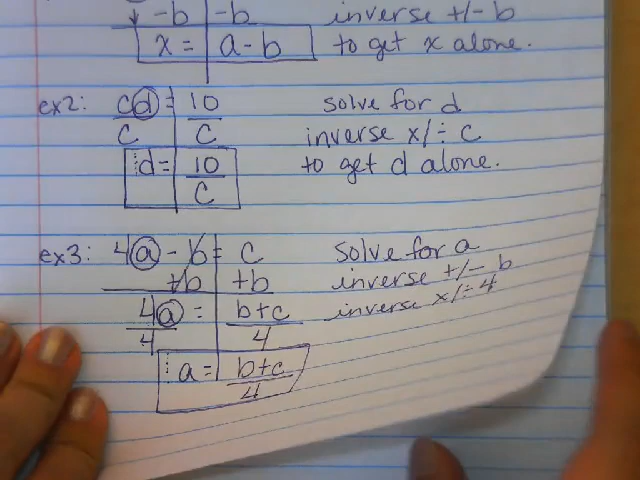 -b | -b inverse +/- b
x = | a - b to get x alone.
ex2: cd = 10 solve for d
c c inverse x/÷ c
d = 10 to get d alone.
c
ex3: 4a - b = c solve for a
+b +b inverse +/- b
4a = b+c inverse x/÷ 4
4 4
a = b+c
4